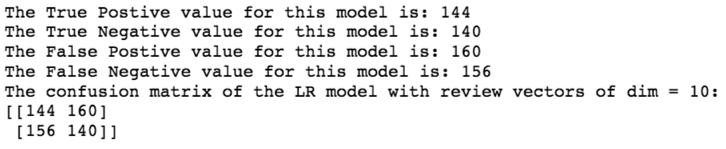 The True Postive value for this model is: 144
The True Negative value for this model is: 140
The False Postive value for this model is: 160
The False Negative value for this model is: 156
The confusion matrix of the LR model with review vectors of dim = 10:
[[144 160]
 [156 140]]